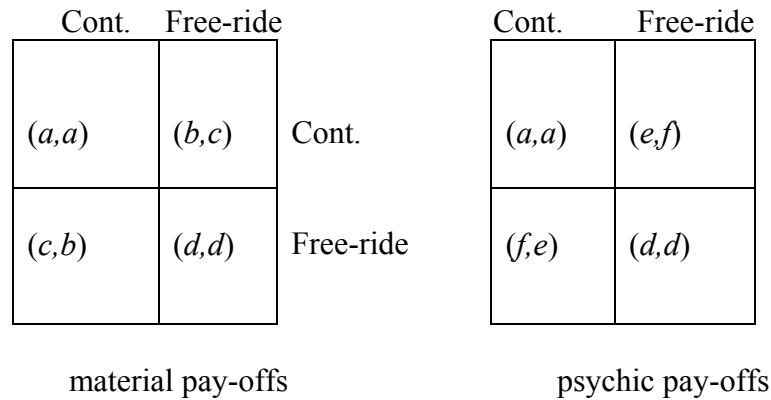 Cont. Free-ride Cont. Free-ride
(a,a) (b,c) Cont. (a,a) (e,f)
(c,b) (d,d) Free-ride (f,e) (d,d)
material pay-offs psychic pay-offs